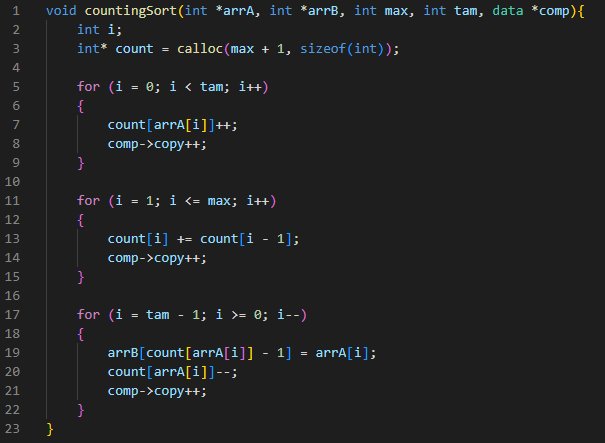 1 void countingSort(int *arrA, int *arrB, int max, int tam, data *comp){
2     int i;
3     int* count = calloc(max + 1, sizeof(int));
4
5     for (i = 0; i < tam; i++)
6     {
7         count[arrA[i]]++;
8         comp->copy++;
9     }
10
11     for (i = 1; i <= max; i++)
12     {
13         count[i] += count[i - 1];
14         comp->copy++;
15     }
16
17     for (i = tam - 1; i >= 0; i--)
18     {
19         arrB[count[arrA[i]] - 1] = arrA[i];
20         count[arrA[i]]--;
21         comp->copy++;
22     }
23 }